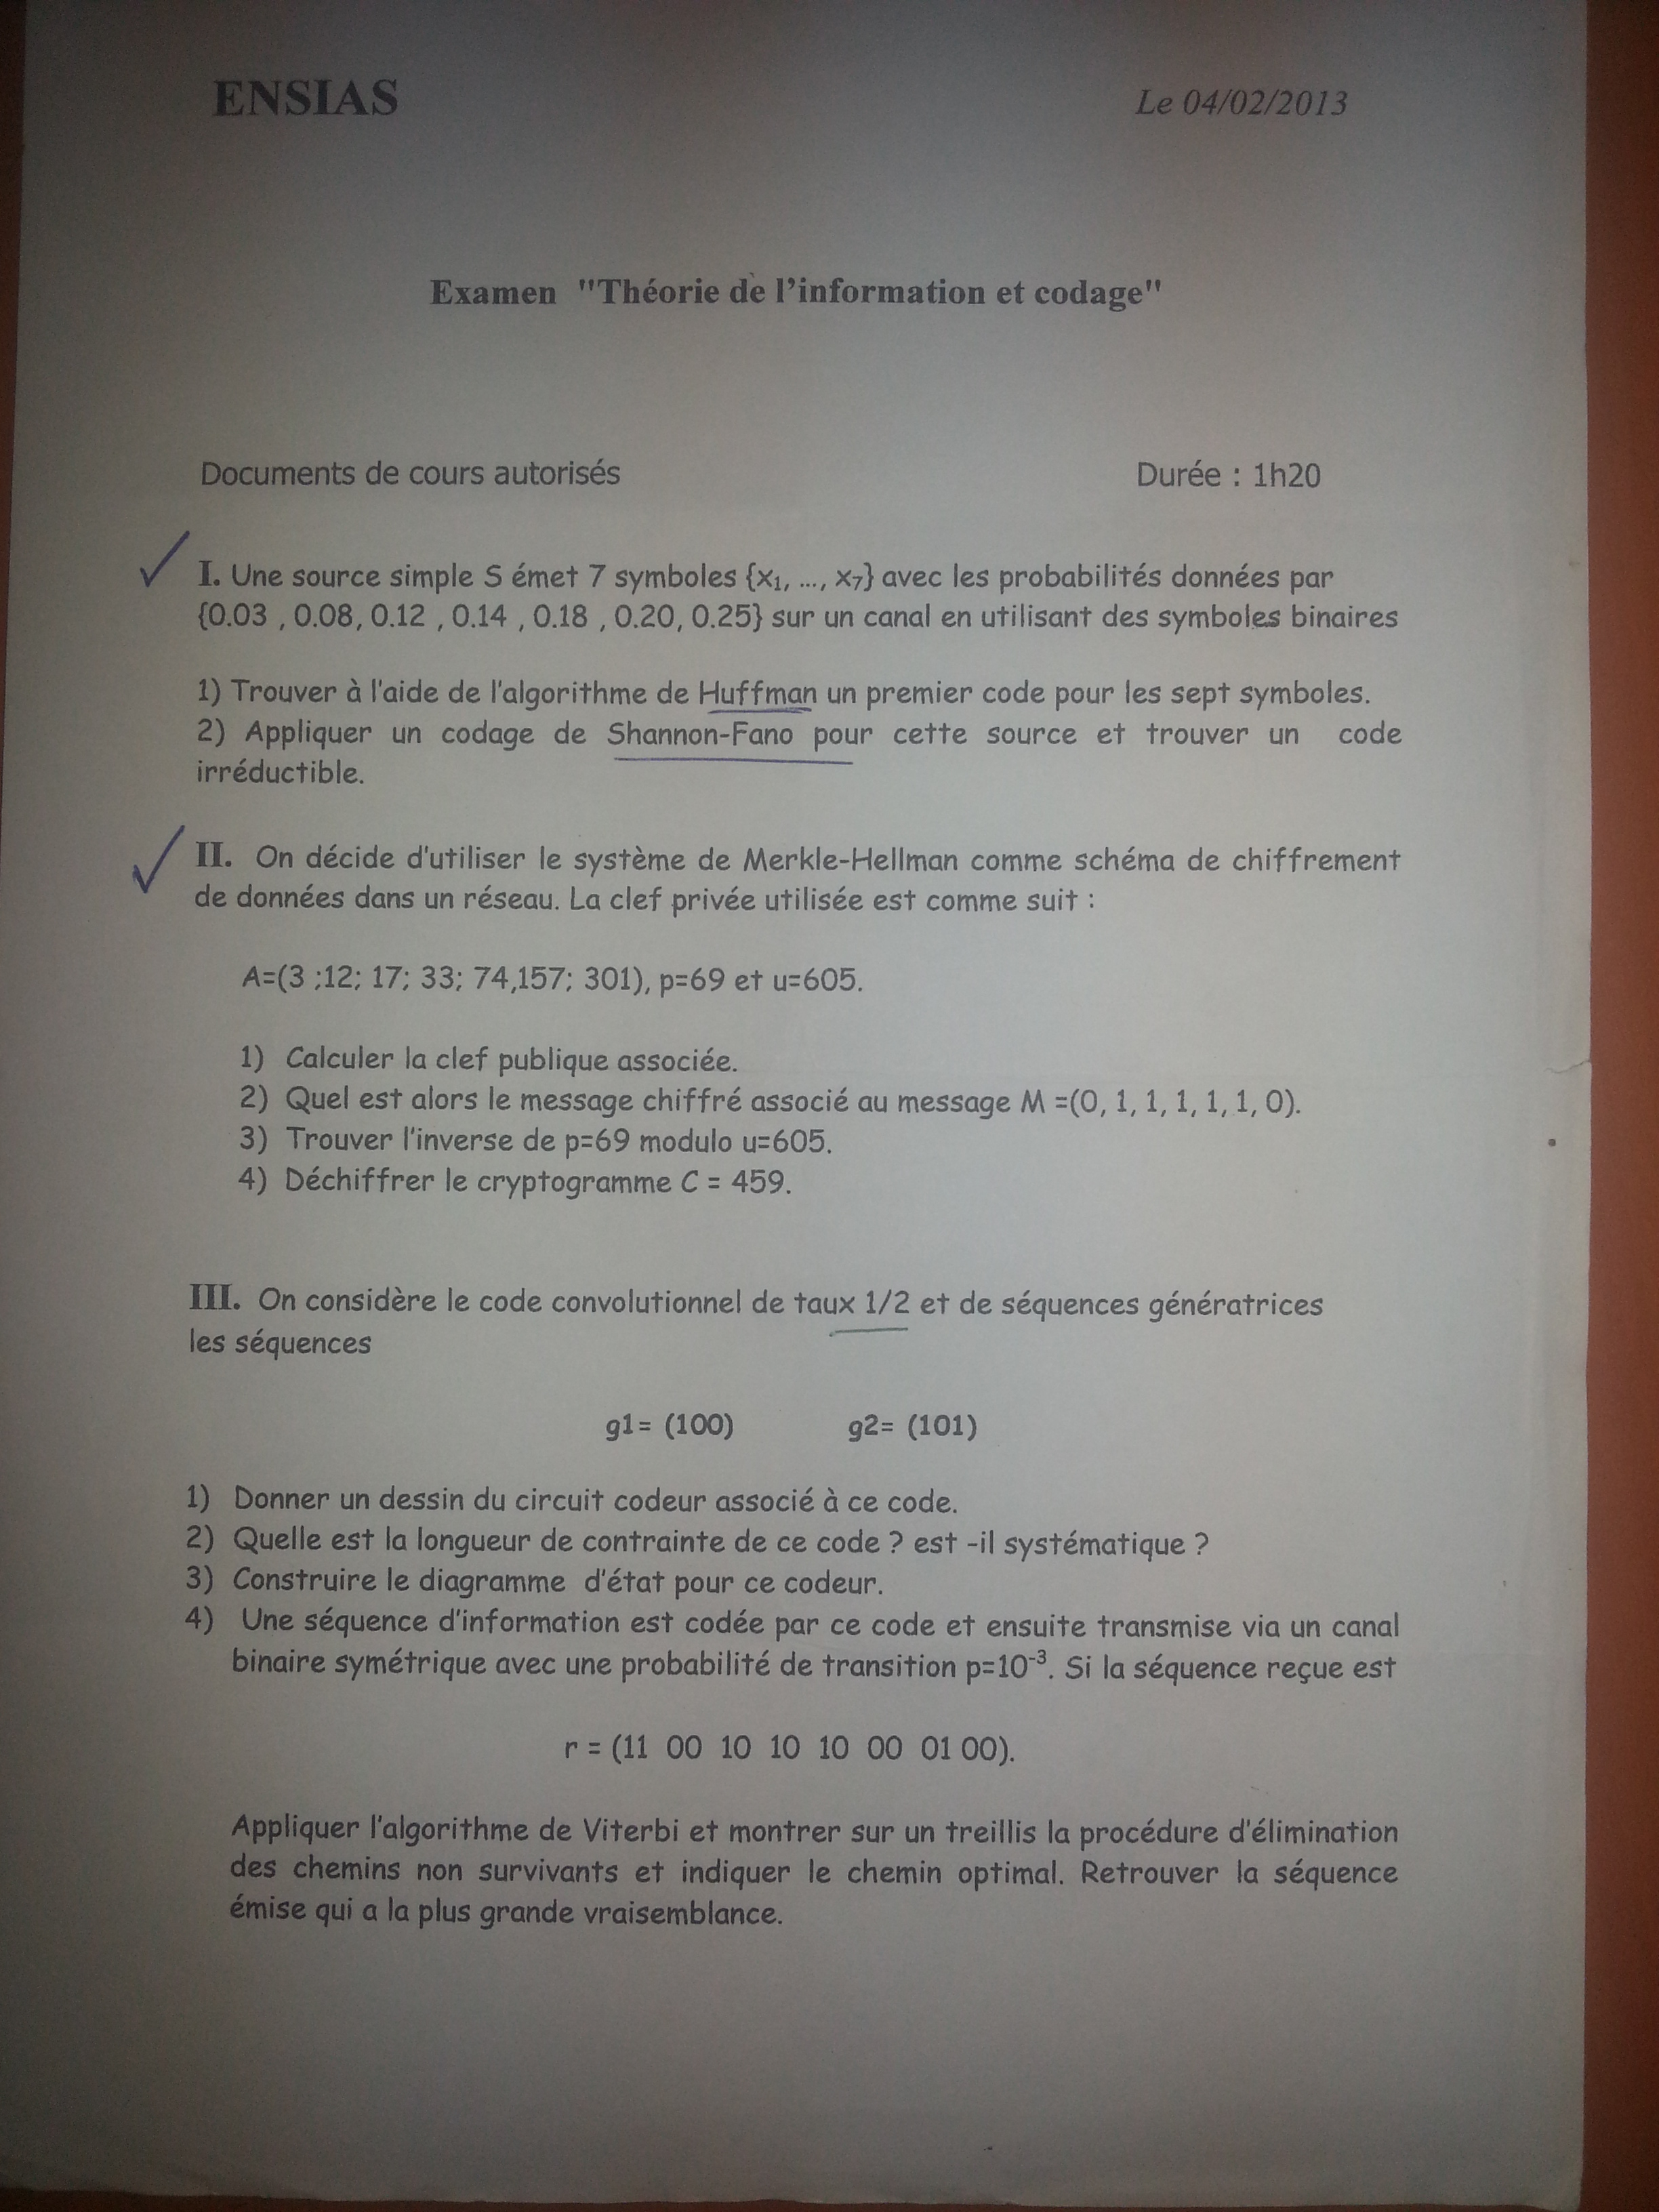 ENSIAS
Le 04/02/2013
Examen "Théorie de l'information et codage"
Documents de cours autorisés
Durée : 1h20
I. Une source simple S émet 7 symboles {x₁, ..., x₇} avec les probabilités données par
{0.03 , 0.08, 0.12 , 0.14 , 0.18 , 0.20, 0.25} sur un canal en utilisant des symboles binaires
1) Trouver à l'aide de l'algorithme de Huffman un premier code pour les sept symboles.
2) Appliquer un codage de Shannon-Fano pour cette source et trouver un code
irréductible.
II. On décide d'utiliser le système de Merkle-Hellman comme schéma de chiffrement
de données dans un réseau. La clef privée utilisée est comme suit :
A=(3 ;12; 17; 33; 74,157; 301), p=69 et u=605.
1) Calculer la clef publique associée.
2) Quel est alors le message chiffré associé au message M =(0, 1, 1, 1, 1, 1, 0).
3) Trouver l'inverse de p=69 modulo u=605.
4) Déchiffrer le cryptogramme C = 459.
III. On considère le code convolutionnel de taux 1/2 et de séquences génératrices
les séquences
g1= (100) g2= (101)
1) Donner un dessin du circuit codeur associé à ce code.
2) Quelle est la longueur de contrainte de ce code ? est -il systématique ?
3) Construire le diagramme d'état pour ce codeur.
4) Une séquence d'information est codée par ce code et ensuite transmise via un canal
binaire symétrique avec une probabilité de transition p=10⁻³. Si la séquence reçue est
r = (11 00 10 10 10 00 01 00).
Appliquer l'algorithme de Viterbi et montrer sur un treillis la procédure d'élimination
des chemins non survivants et indiquer le chemin optimal. Retrouver la séquence
émise qui a la plus grande vraisemblance.